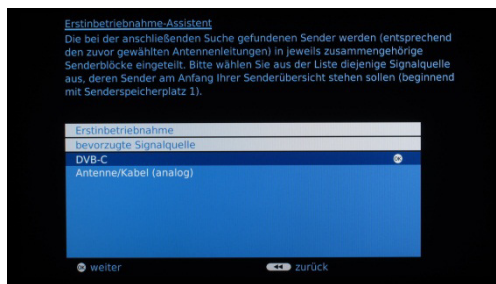 Erstinbetriebnahme-Assistent
Die bei der anschließenden Suche gefundenen Sender werden (entsprechend
den zuvor gewählten Antennenleitungen) in jeweils zusammengehörige
Senderblöcke eingeteilt. Bitte wählen Sie aus der Liste diejenige Signalquelle
aus, deren Sender am Anfang Ihrer Senderübersicht stehen sollen (beginnend
mit Senderspeicherplatz 1).
Erstinbetriebnahme
bevorzugte Signalquelle
DVB-C OK
Antenne/Kabel (analog)
OK weiter ◄◄ zurück